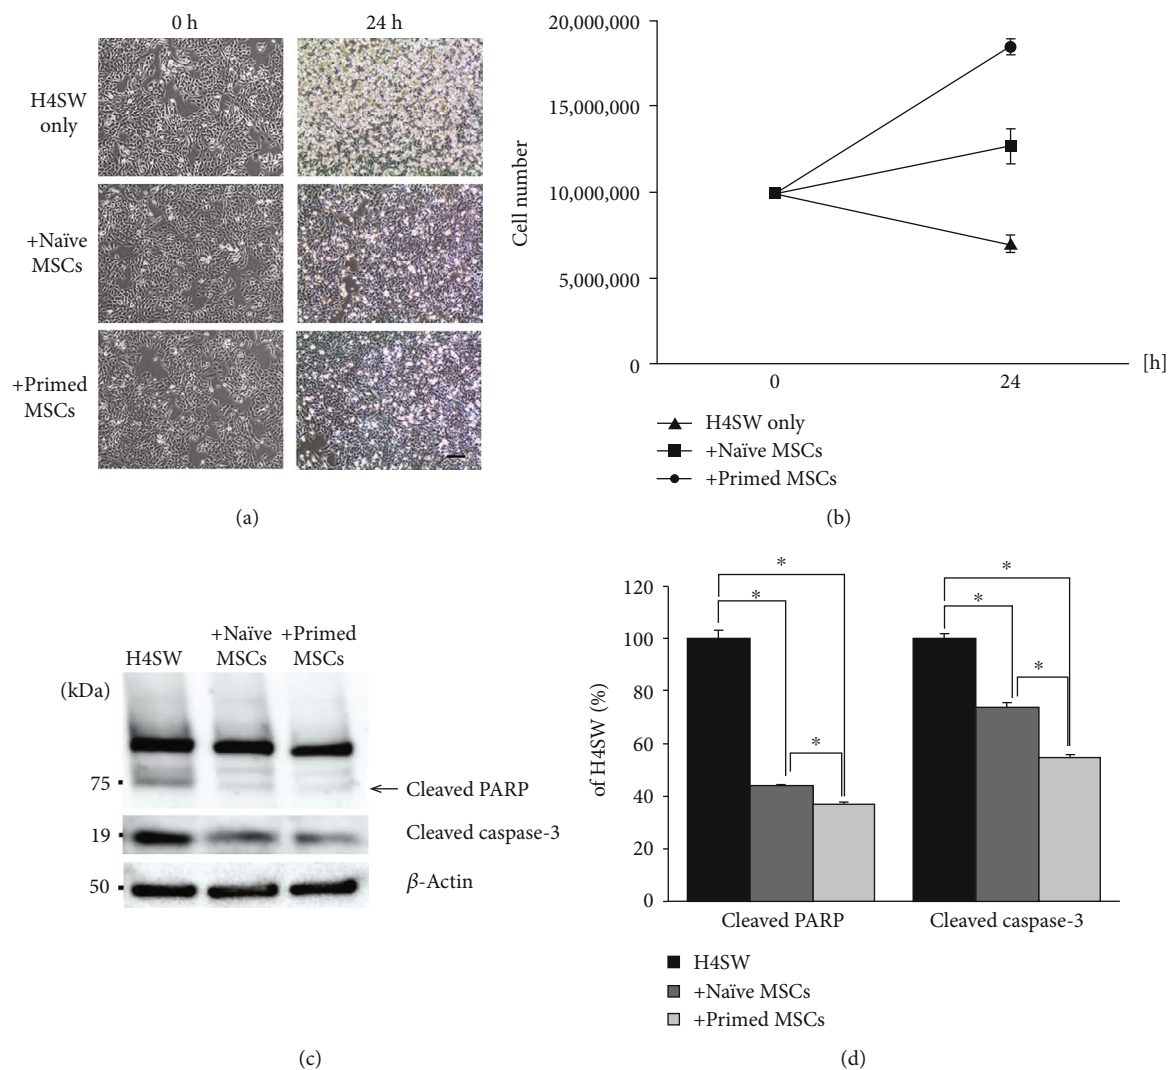 0 h
24 h
H4SW
only
+Naïve
MSCs
+Primed
MSCs
(a)
20,000,000
15,000,000
10,000,000
5,000,000
0
Cell number
0
24
[h]
H4SW only
+Naïve MSCs
+Primed MSCs
(b)
H4SW
+Naïve
MSCs
+Primed
MSCs
(kDa)
75
Cleaved PARP
19
Cleaved caspase-3
50
β-Actin
(c)
120
100
80
60
40
20
0
of H4SW (%)
*
*
*
*
*
*
Cleaved PARP
Cleaved caspase-3
H4SW
+Naïve MSCs
+Primed MSCs
(d)